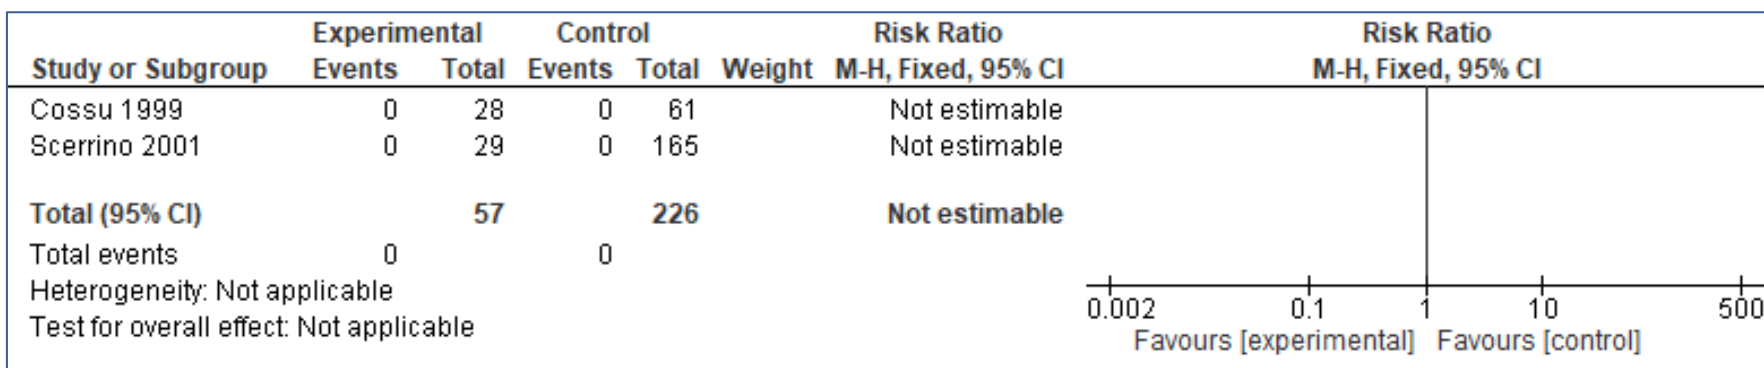 Experimental Control Risk Ratio Risk Ratio
Study or Subgroup Events Total Events Total Weight M-H, Fixed, 95% CI M-H, Fixed, 95% CI
Cossu 1999 0 28 0 61 Not estimable
Scerrino 2001 0 29 0 165 Not estimable
Total (95% CI) 57 226 Not estimable
Total events 0 0
Heterogeneity: Not applicable
Test for overall effect: Not applicable
0.002 0.1 1 10 500
Favours [experimental] Favours [control]